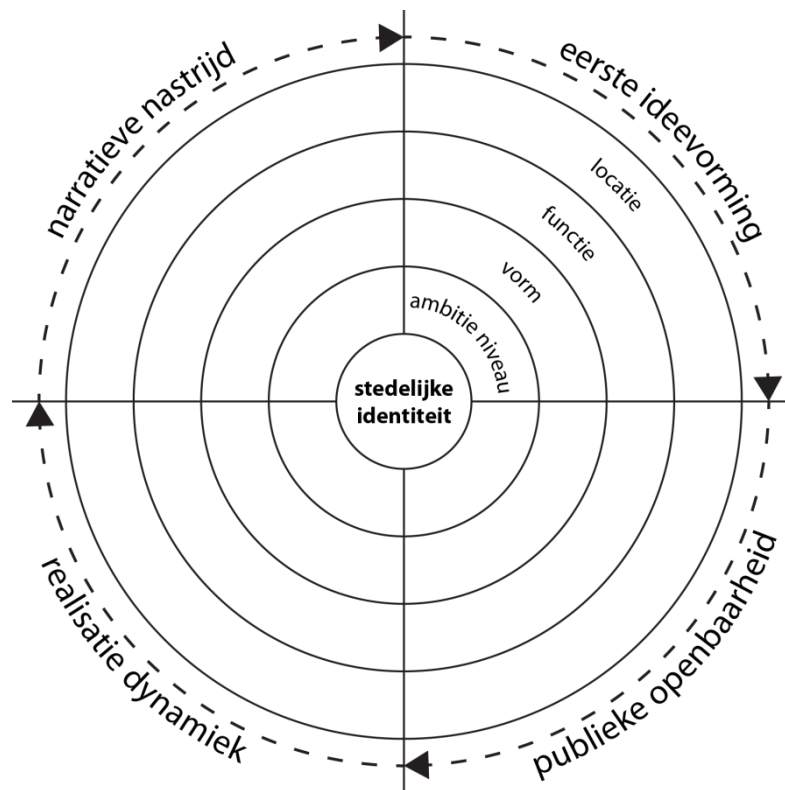 narratieve nastrijd
eerste ideevorming
locatie
functie
vorm
ambitie niveau
stedelijke
identiteit
realisatie dynamiek
publieke openbaarheid